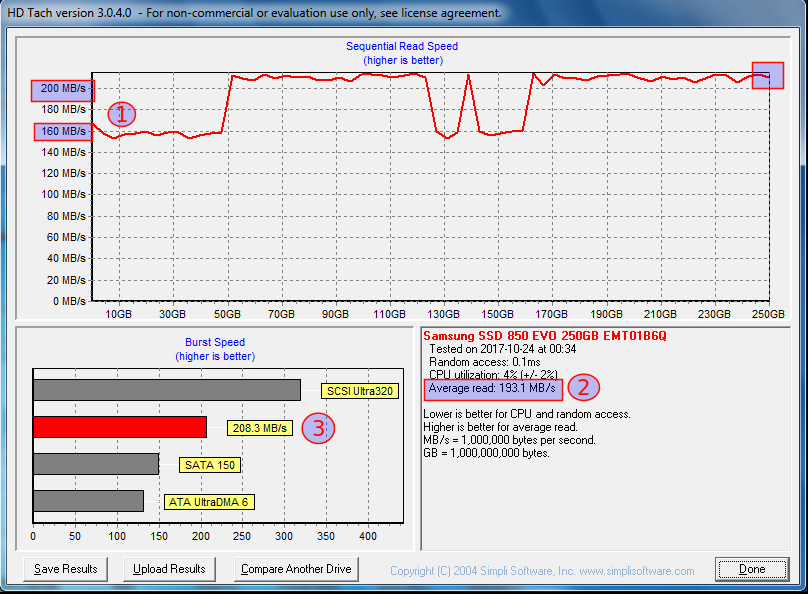 HD Tach version 3.0.4.0 - For non-commercial or evaluation use only, see license agreement.
Sequential Read Speed
(higher is better)
200 MB/s
180 MB/s
160 MB/s
140 MB/s
120 MB/s
100 MB/s
80 MB/s
60 MB/s
40 MB/s
20 MB/s
0 MB/s
1
10GB 30GB 50GB 70GB 90GB 110GB 130GB 150GB 170GB 190GB 210GB 230GB 250GB
Burst Speed
(higher is better)
SCSI Ultra320
208.3 MB/s
3
SATA 150
ATA UltraDMA 6
0 50 100 150 200 250 300 350 400
Samsung SSD 850 EVO 250GB EMT01B6Q
Tested on 2017-10-24 at 00:34
Random access: 0.1ms
CPU utilization: 4% (+/- 2%)
Average read: 193.1 MB/s
2
Lower is better for CPU and random access.
Higher is better for average read.
MB/s = 1,000,000 bytes per second.
GB = 1,000,000,000 bytes.
Save Results
Upload Results
Compare Another Drive
Copyright (C) 2004 Simpli Software, Inc. www.simplisoftware.com
Done